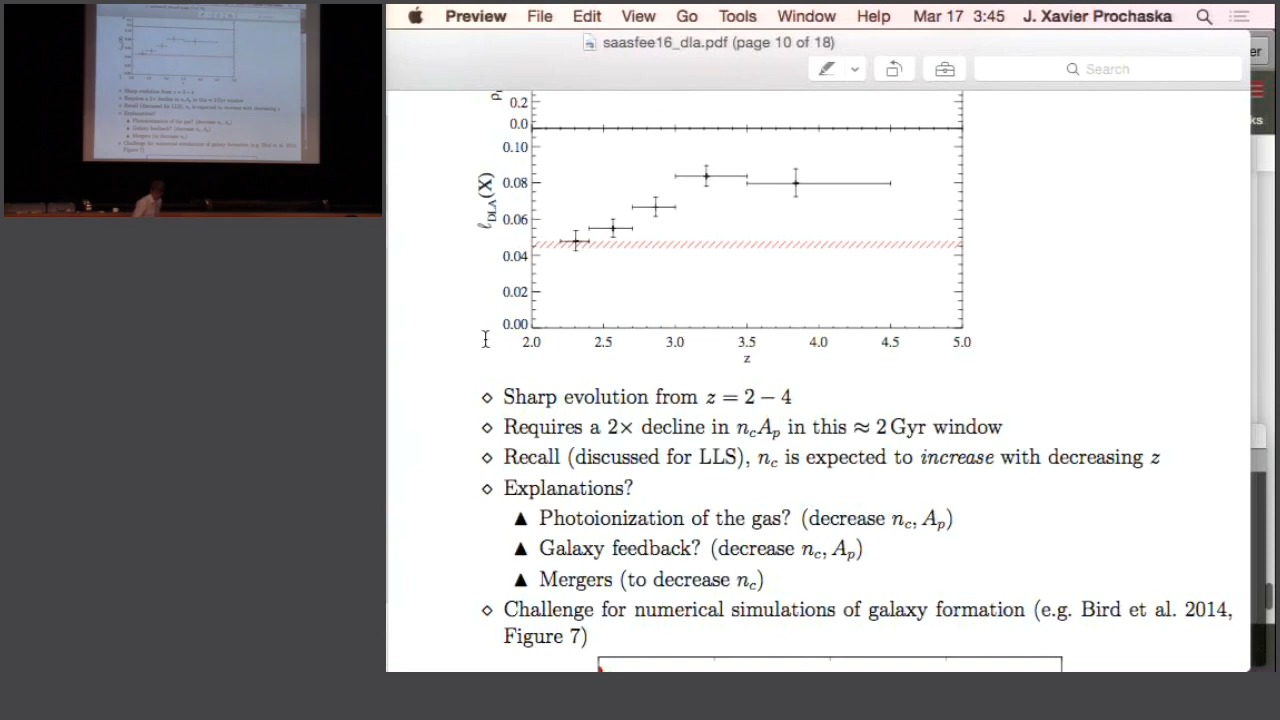 Preview File Edit View Go Tools Window Help Mar 17 3:45 J. Xavier Prochaska
saasfee16_dla.pdf (page 10 of 18)
Search
0.2
0.0
0.10
0.08
0.06
0.04
0.02
0.00
ℓDLA(X)
2.0 2.5 3.0 3.5 4.0 4.5 5.0
z
⋄ Sharp evolution from z = 2 − 4
⋄ Requires a 2× decline in ncAp in this ≈ 2 Gyr window
⋄ Recall (discussed for LLS), nc is expected to increase with decreasing z
⋄ Explanations?
▲ Photoionization of the gas? (decrease nc, Ap)
▲ Galaxy feedback? (decrease nc, Ap)
▲ Mergers (to decrease nc)
⋄ Challenge for numerical simulations of galaxy formation (e.g. Bird et al. 2014,
Figure 7)